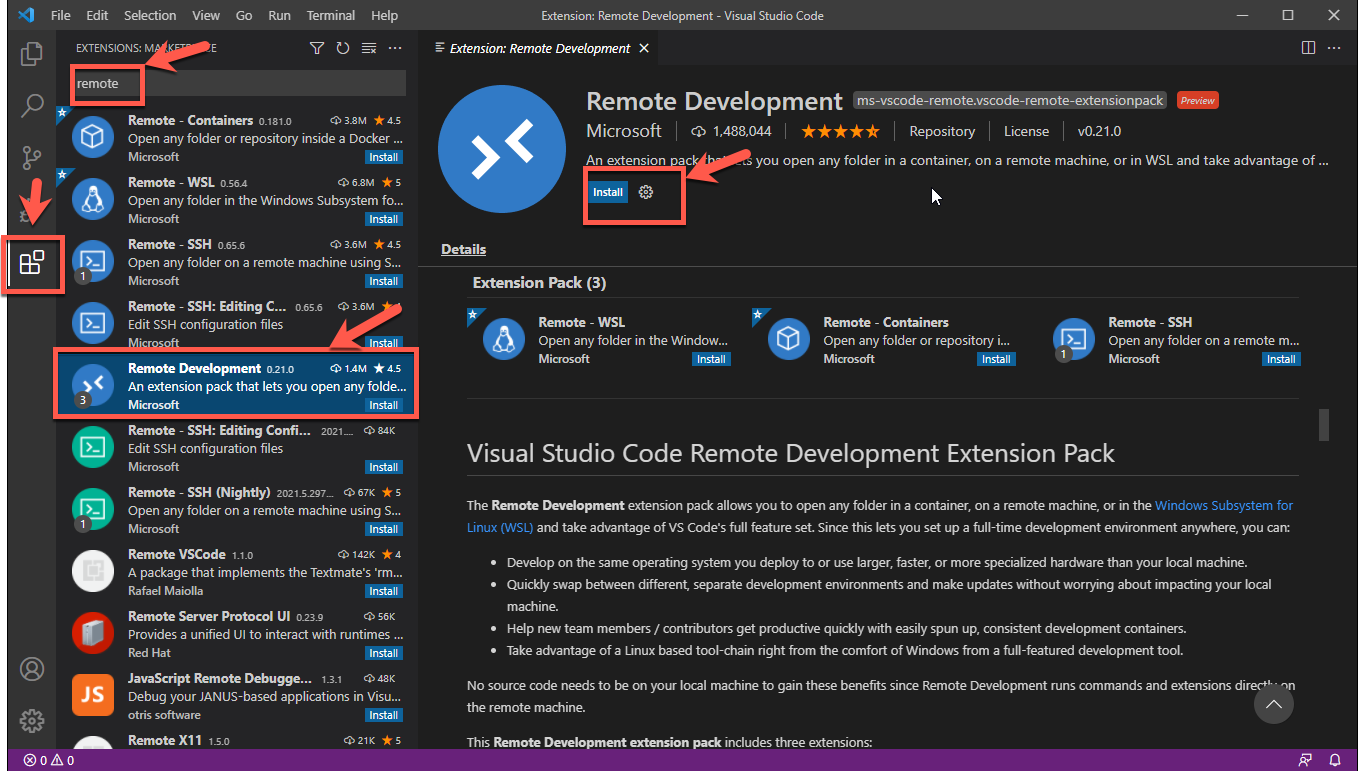 File Edit Selection View Go Run Terminal Help
Extension: Remote Development - Visual Studio Code
EXTENSIONS:
remote
Remote - Containers 0.181.0 3.8M 4.5
Open any folder or repository inside a Docker ...
Microsoft Install
Remote - WSL 0.56.4 6.8M 5
Open any folder in the Windows Subsystem fo...
Microsoft Install
Remote - SSH 0.65.6 3.6M 4.5
Open any folder on a remote machine using S...
1
Microsoft Install
Remote - SSH: Editing C... 0.65.6 3.6M
Edit SSH configuration files
Microsoft Install
Remote Development 0.21.0 1.4M 4.5
An extension pack that lets you open any folde...
3
Microsoft Install
Remote - SSH: Editing Confi... 2021.... 84K
Edit SSH configuration files
Microsoft Install
Remote - SSH (Nightly) 2021.5.297... 67K 5
Open any folder on a remote machine using S...
1
Microsoft Install
Remote VSCode 1.1.0 142K 4
A package that implements the Textmate's 'rm...
Rafael Maiolla Install
Remote Server Protocol UI 0.23.9 56K
Provides a unified UI to interact with runtimes ...
Red Hat Install
JS
JavaScript Remote Debugge... 1.3.1 48K
Debug your JANUS-based applications in Visu...
otris software Install
Remote X11 1.5.0 21K 5
0 0
Extension: Remote Development
Remote Development ms-vscode-remote.vscode-remote-extensionpack Preview
Microsoft 1,488,044 Repository License v0.21.0
An extension pack that lets you open any folder in a container, on a remote machine, or in WSL and take advantage of ...
Install
Details
Extension Pack (3)
Remote - WSL
Open any folder in the Window...
Microsoft Install
Remote - Containers
Open any folder or repository i...
Microsoft Install
Remote - SSH
Open any folder on a remote m...
1
Microsoft Install
Visual Studio Code Remote Development Extension Pack
The Remote Development extension pack allows you to open any folder in a container, on a remote machine, or in the Windows Subsystem for
Linux (WSL) and take advantage of VS Code's full feature set. Since this lets you set up a full-time development environment anywhere, you can:
• Develop on the same operating system you deploy to or use larger, faster, or more specialized hardware than your local machine.
• Quickly swap between different, separate development environments and make updates without worrying about impacting your local
machine.
• Help new team members / contributors get productive quickly with easily spun up, consistent development containers.
• Take advantage of a Linux based tool-chain right from the comfort of Windows from a full-featured development tool.
No source code needs to be on your local machine to gain these benefits since Remote Development runs commands and extensions directly on
the remote machine.
This Remote Development extension pack includes three extensions: